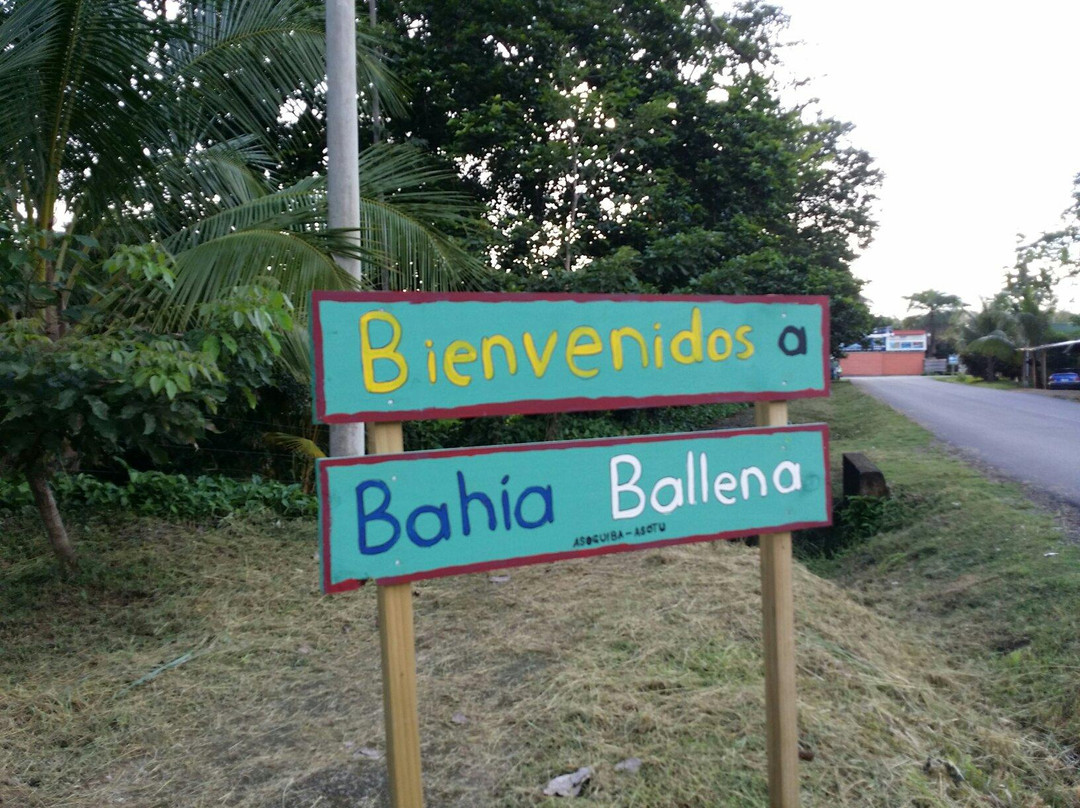 Bienvenidos a
Bahía Ballena
ASOGUIBA - ASOTU